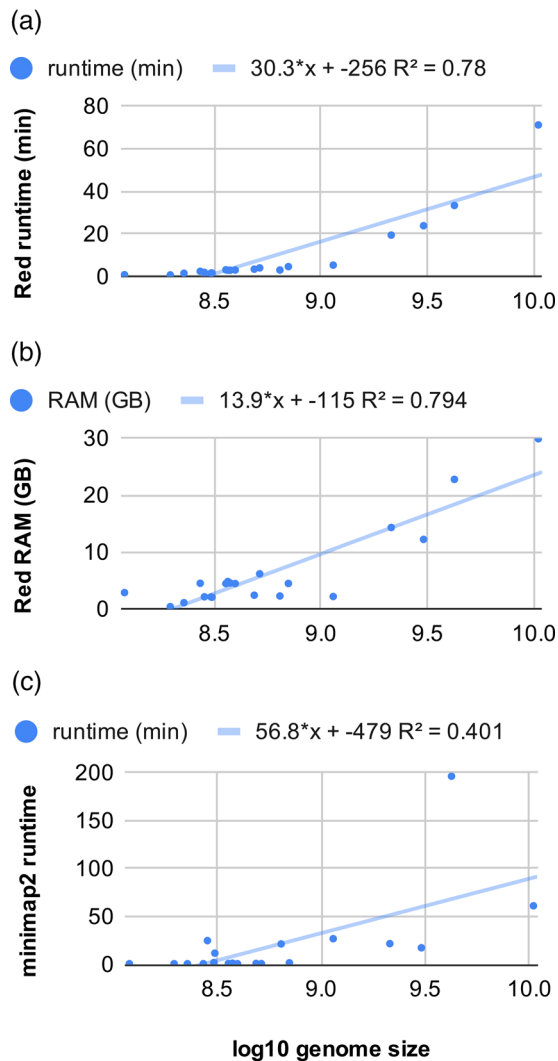 (a)
runtime (min) 30.3*x + -256 R² = 0.78
Red runtime (min)
80
60
40
20
0
8.5 9.0 9.5 10.0
(b)
RAM (GB) 13.9*x + -115 R² = 0.794
Red RAM (GB)
30
20
10
0
8.5 9.0 9.5 10.0
(c)
runtime (min) 56.8*x + -479 R² = 0.401
minimap2 runtime
200
150
100
50
0
8.5 9.0 9.5 10.0
log10 genome size